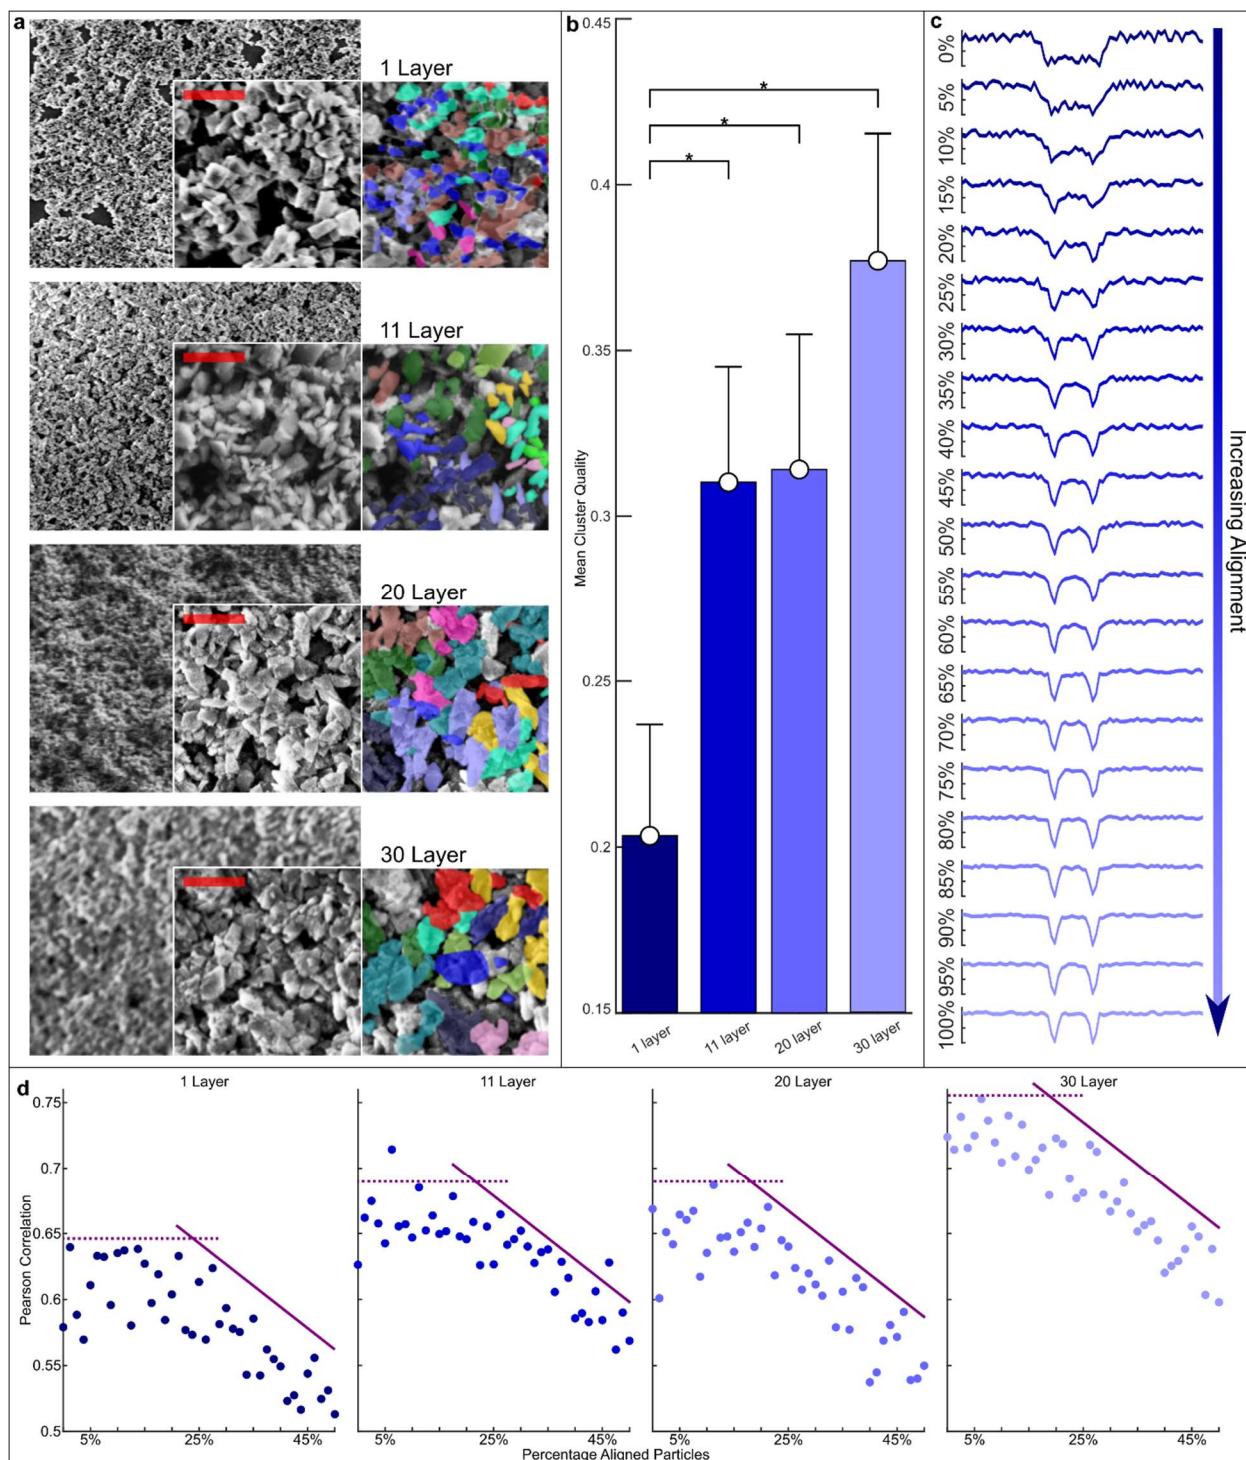 a
1 Layer
11 Layer
20 Layer
30 Layer
b
0.45
0.4
0.35
0.3
0.25
0.2
0.15
Mean Cluster Quality
*
*
*
1 layer
11 layer
20 layer
30 layer
c
0%
5%
10%
15%
20%
25%
30%
35%
40%
45%
50%
55%
60%
65%
70%
75%
80%
85%
90%
95%
100%
Increasing Alignment
d
1 Layer
11 Layer
20 Layer
30 Layer
Pearson Correlation
0.75
0.7
0.65
0.6
0.55
0.5
5% 25% 45%
5% 25% 45%
5% 25% 45%
5% 25% 45%
Percentage Aligned Particles